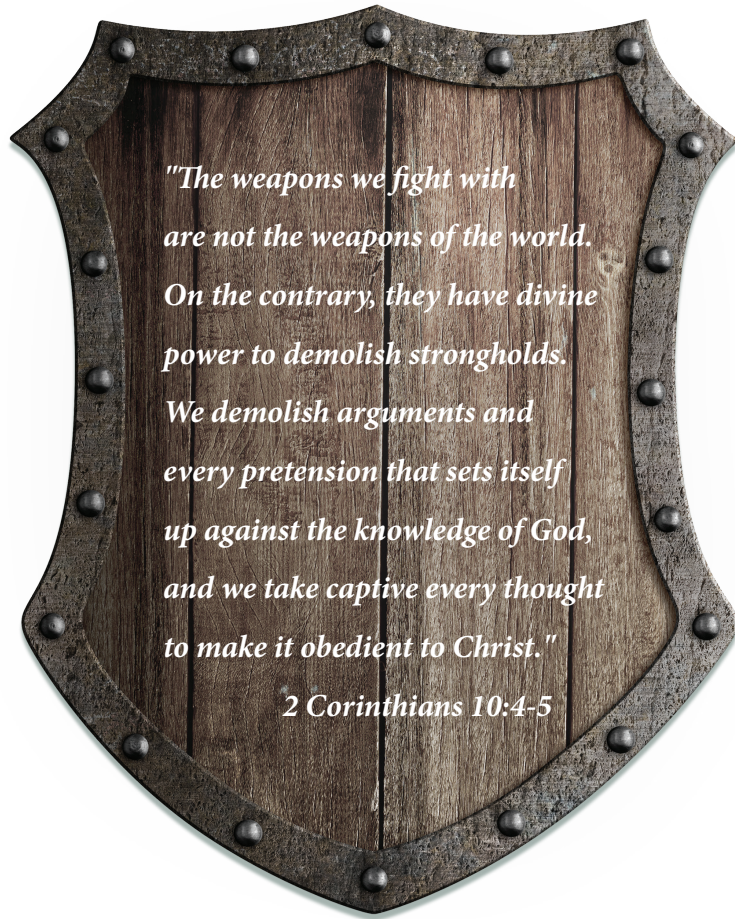 "The weapons we fight with
are not the weapons of the world.
On the contrary, they have divine
power to demolish strongholds.
We demolish arguments and
every pretension that sets itself
up against the knowledge of God,
and we take captive every thought
to make it obedient to Christ."
2 Corinthians 10:4-5